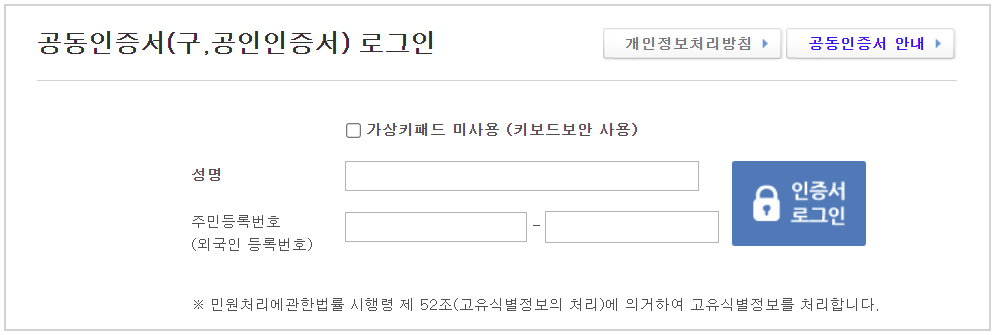 공동인증서(구,공인인증서) 로그인
개인정보처리방침
공동인증서 안내
가상키패드 미사용 (키보드보안 사용)
성명
인증서
로그인
주민등록번호
(외국인 등록번호)
–
※ 민원처리에관한법률 시행령 제 52조(고유식별정보의 처리)에 의거하여 고유식별정보를 처리합니다.